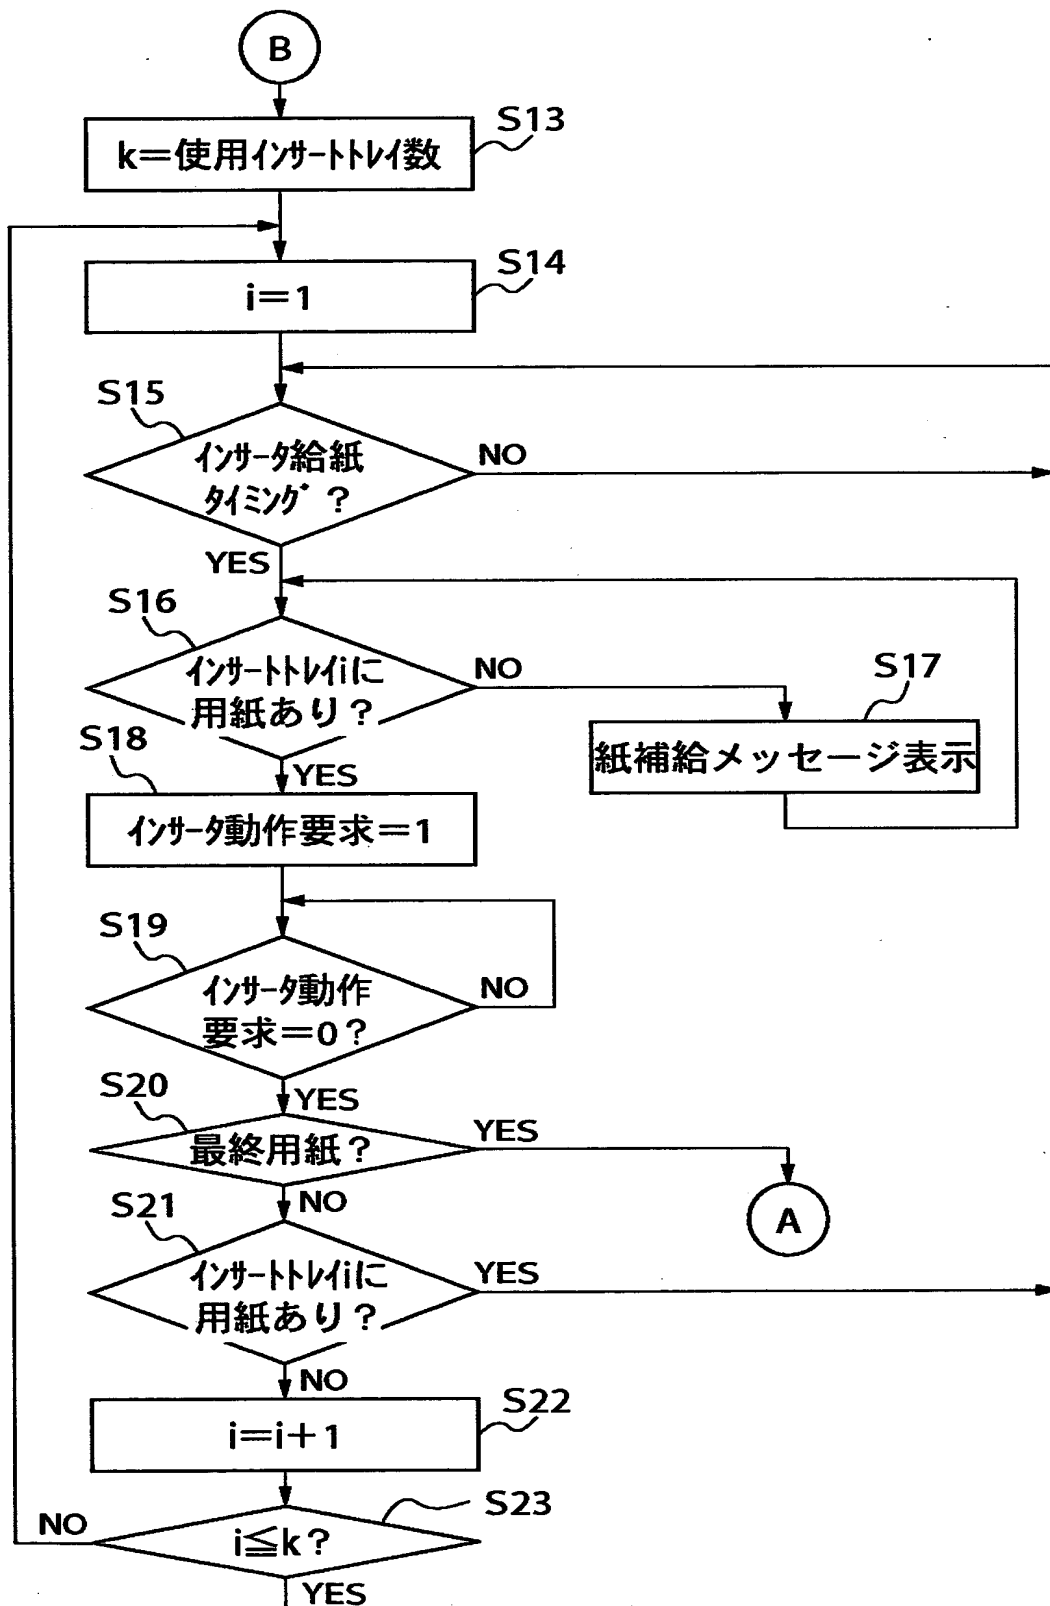 B
S13
k=使用ｲﾝｻｰﾄﾄﾚｲ数
S14
i=1
S15
ｲﾝｻｰﾀ給紙
ﾀｲﾐﾝｸﾞ?
NO
YES
S16
ｲﾝｻｰﾄﾄﾚｲiに
用紙あり?
NO
S17
紙補給メッセージ表示
S18
YES
ｲﾝｻｰﾀ動作要求=1
S19
ｲﾝｻｰﾀ動作
要求=0?
NO
YES
S20
最終用紙?
YES
A
NO
S21
ｲﾝｻｰﾄﾄﾚｲiに
用紙あり?
YES
NO
S22
i=i+1
S23
i≦k?
NO
YES